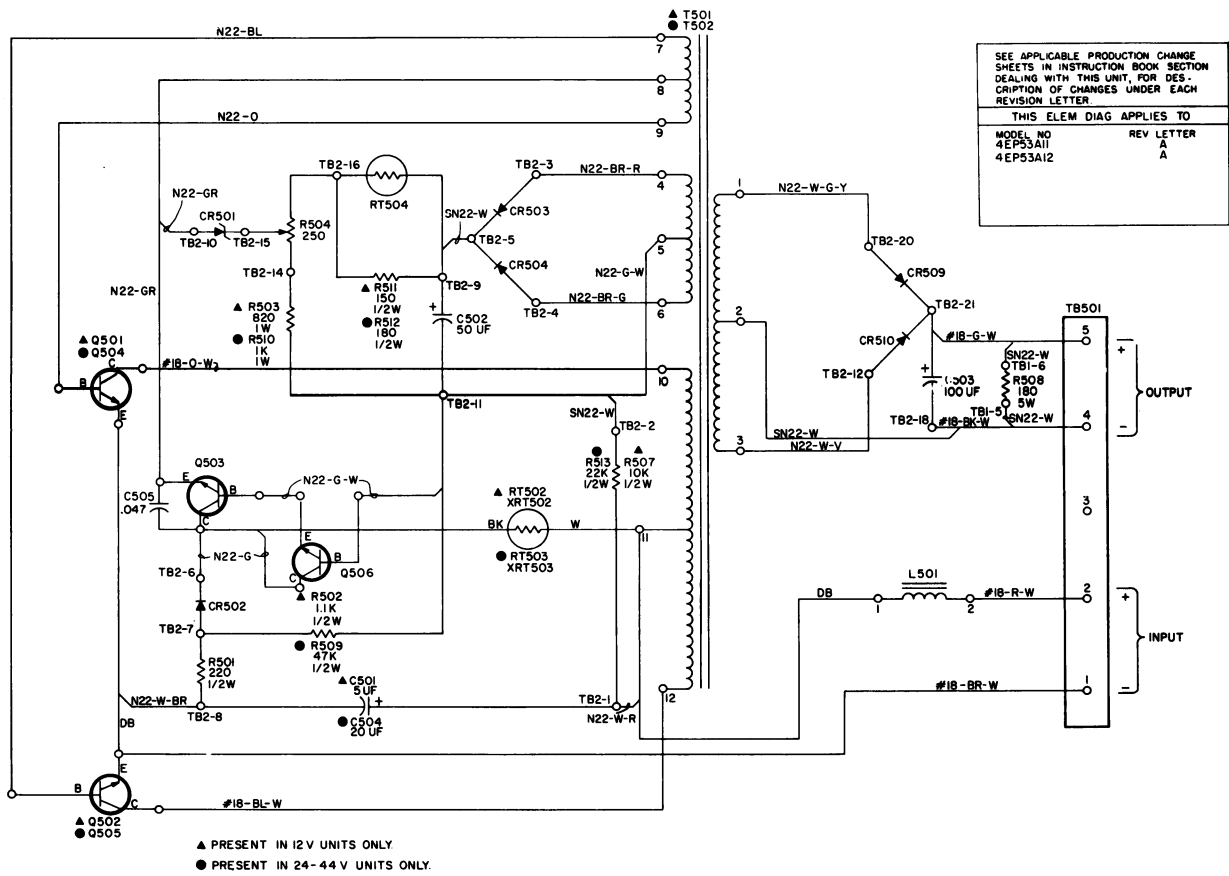 ▲ T501
● T502
N22-BL
7
8
N22-O
9
SEE APPLICABLE PRODUCTION CHANGE
SHEETS IN INSTRUCTION BOOK SECTION
DEALING WITH THIS UNIT, FOR DES-
CRIPTION OF CHANGES UNDER EACH
REVISION LETTER.
THIS ELEM DIAG APPLIES TO
MODEL NO REV LETTER
4EP53A11 A
4EP53A12 A
TB2-16
RT504
TB2-3
N22-BR-R
4
CR503
SN22-W
TB2-5
5
CR504
N22-G-W
TB2-9
TB2-4
N22-BR-G
6
N22-GR
CR501
TB2-10
TB2-15
R504
250
TB2-14
▲ R503
820
1W
● R510
1K
1W
▲ R511
150
1/2W
● R512
180
1/2W
+
C502
50 UF
N22-GR
1
N22-W-G-Y
TB2-20
CR509
TB2-21
2
CR510
TB2-12
+
C503
100 UF
TB2-18
#18-G-W
SN22-W
TB1-6
R508
180
5W
TB1-5
SN22-W
#18-BK-W
SN22-W
3
N22-W-V
TB501
5
+
OUTPUT
4
−
3
2
+
INPUT
1
−
▲ Q501
● Q504
C
B
E
#18-O-W
10
TB2-11
SN22-W
TB2-2
● R513
22K
1/2W
▲ R507
10K
1/2W
Q503
E
B
C
N22-G-W
C505
.047
▲ RT502
XRT502
BK
W
● RT503
XRT503
11
N22-G
E
B
C
Q506
TB2-6
CR502
TB2-7
▲ R502
1.1K
1/2W
● R509
47K
1/2W
R501
220
1/2W
TB2-8
N22-W-BR
▲ C501
5UF
+
● C504
20 UF
TB2-1
N22-W-R
12
DB
L501
1
2
#18-R-W
#18-BR-W
DB
E
B
C
▲ Q502
● Q505
#18-BL-W
▲ PRESENT IN 12V UNITS ONLY.
● PRESENT IN 24-44 V UNITS ONLY.